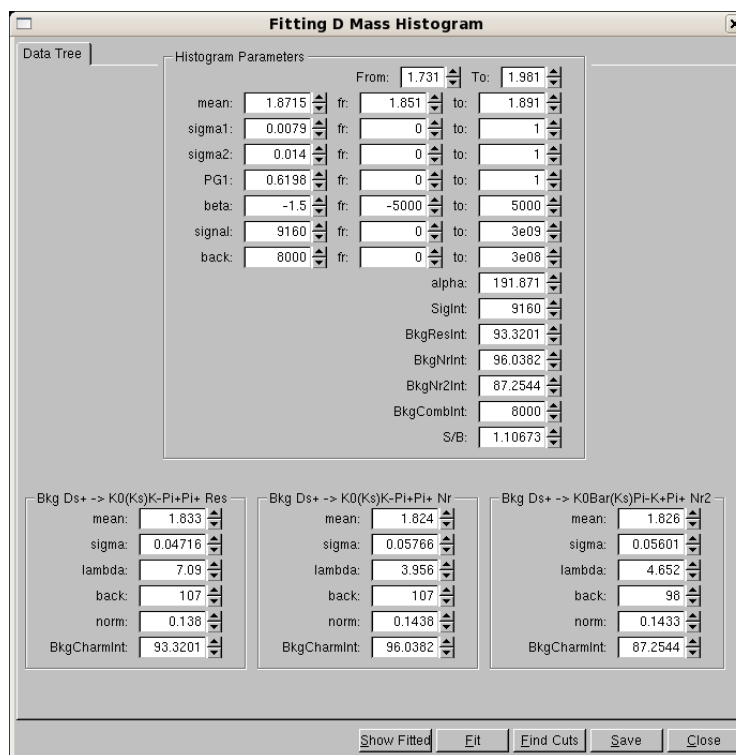 Fitting D Mass Histogram
Data Tree
Histogram Parameters
From: 1.731 To: 1.981
mean: 1.8715 fr: 1.851 to: 1.891
sigma1: 0.0079 fr: 0 to: 1
sigma2: 0.014 fr: 0 to: 1
PG1: 0.6198 fr: 0 to: 1
beta: -1.5 fr: -5000 to: 5000
signal: 9160 fr: 0 to: 3e09
back: 8000 fr: 0 to: 3e08
alpha: 191.871
SigInt: 9160
BkgResInt: 93.3201
BkgNrInt: 96.0382
BkgNr2Int: 87.2544
BkgCombInt: 8000
S/B: 1.10673
Bkg Ds+ -> K0(Ks)K-Pi+Pi+ Res
mean: 1.833
sigma: 0.04716
lambda: 7.09
back: 107
norm: 0.138
BkgCharmInt: 93.3201
Bkg Ds+ -> K0(Ks)K-Pi+Pi+ Nr
mean: 1.824
sigma: 0.05766
lambda: 3.956
back: 107
norm: 0.1438
BkgCharmInt: 96.0382
Bkg Ds+ -> K0Bar(Ks)Pi-K+Pi+ Nr2
mean: 1.826
sigma: 0.05601
lambda: 4.652
back: 98
norm: 0.1433
BkgCharmInt: 87.2544
Show Fitted Fit Find Cuts Save Close